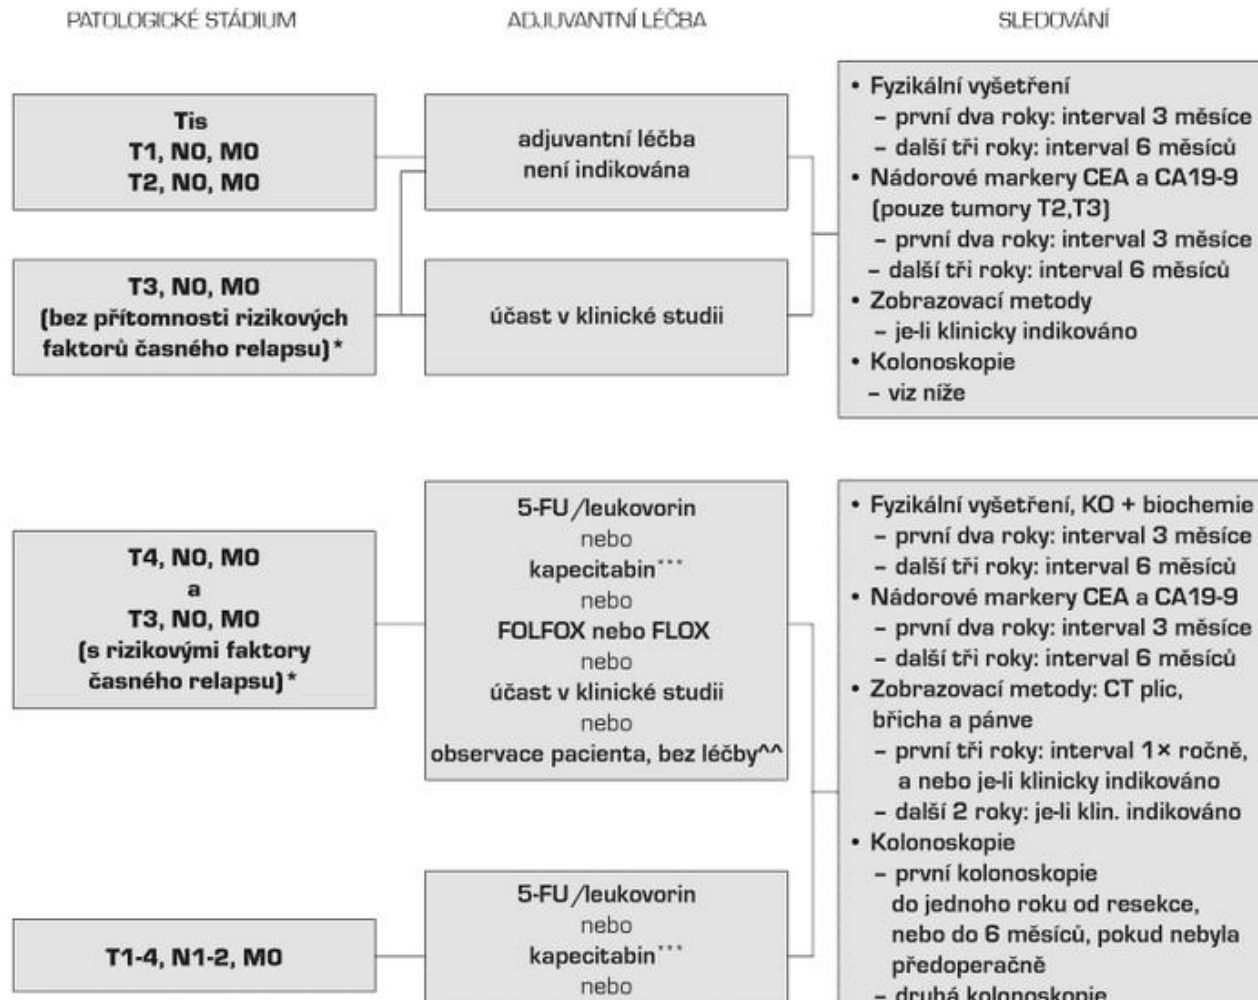 PATOLOGICKÉ STÁDIUM
ADJUVANTNÍ LÉČBA
SLEDOVÁNÍ
Tis
T1, N0, M0
T2, N0, M0
adjuvantní léčba
není indikována
T3, N0, M0
(bez přítomnosti rizikových
faktorů časného relapsu)*
účast v klinické studii
• Fyzikální vyšetření
– první dva roky: interval 3 měsíce
– další tři roky: interval 6 měsíců
• Nádorové markery CEA a CA19-9
(pouze tumory T2,T3)
– první dva roky: interval 3 měsíce
– další tři roky: interval 6 měsíců
• Zobrazovací metody
– je-li klinicky indikováno
• Kolonoskopie
– viz níže
T4, N0, M0
a
T3, N0, M0
(s rizikovými faktory
časného relapsu)*
5-FU/leukovorin
nebo
kapecitabin***
nebo
FOLFOX nebo FLOX
nebo
účast v klinické studii
nebo
observace pacienta, bez léčby^^
T1-4, N1-2, M0
5-FU/leukovorin
nebo
kapecitabin***
nebo
• Fyzikální vyšetření, KO + biochemie
– první dva roky: interval 3 měsíce
– další tři roky: interval 6 měsíců
• Nádorové markery CEA a CA19-9
– první dva roky: interval 3 měsíce
– další tři roky: interval 6 měsíců
• Zobrazovací metody: CT plic,
břicha a pánve
– první tři roky: interval 1× ročně,
a nebo je-li klinicky indikováno
– další 2 roky: je-li klin. indikováno
• Kolonoskopie
– první kolonoskopie
do jednoho roku od resekce,
nebo do 6 měsíců, pokud nebyla
předoperačně
– druhá kolonoskopie